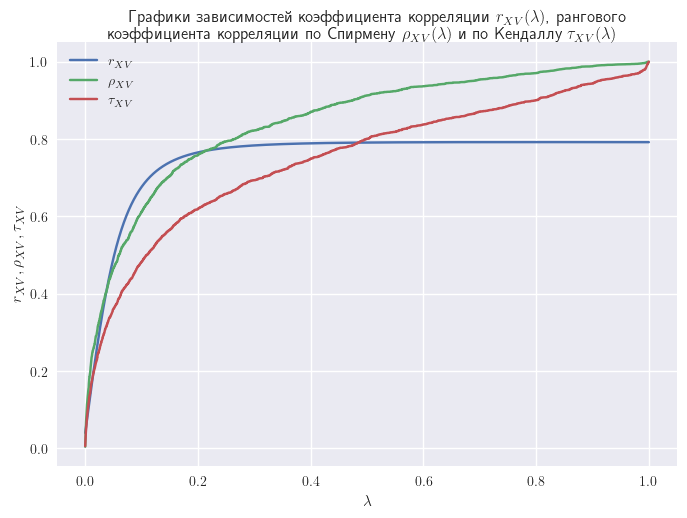 Графики зависимостей коэффициента корреляции r_{XV}(λ), рангового
коэффициента корреляции по Спирмену ρ_{XV}(λ) и по Кендаллу τ_{XV}(λ)
r_{XV}
ρ_{XV}
τ_{XV}
r_{XV}, ρ_{XV}, τ_{XV}
1.0
0.8
0.6
0.4
0.2
0.0
0.0 0.2 0.4 0.6 0.8 1.0
λ